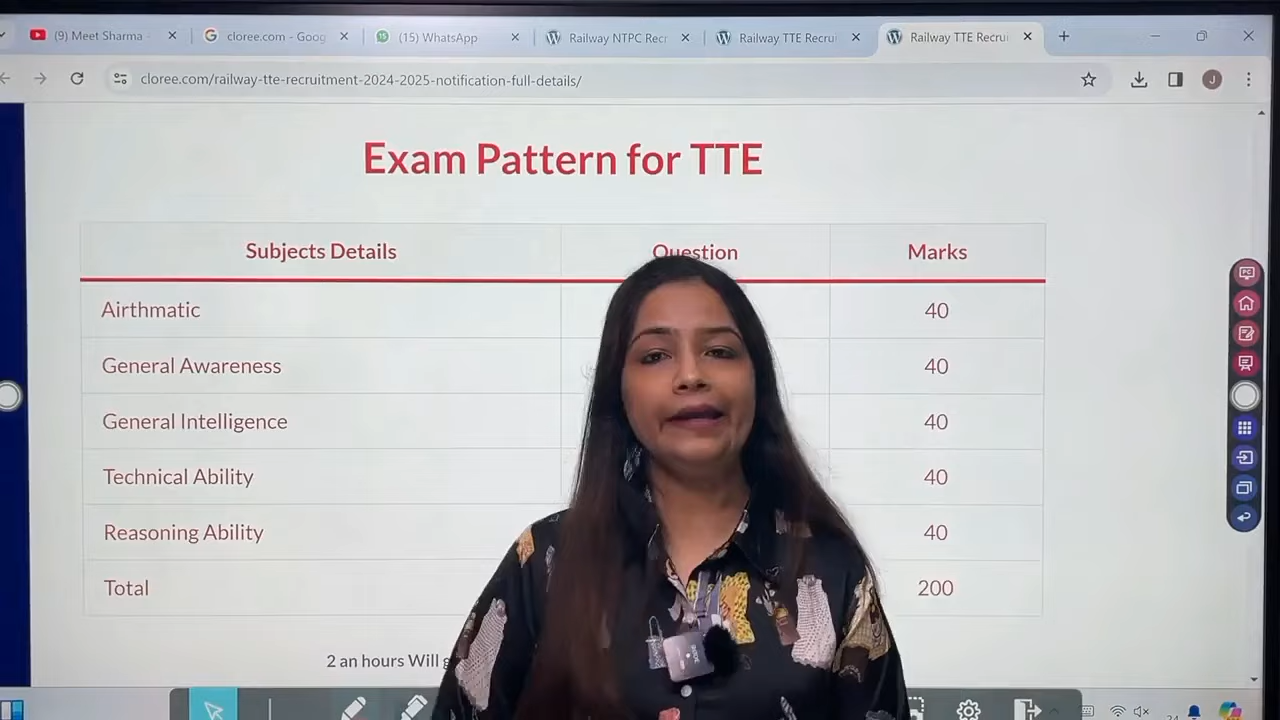 (9) Meet Sharma
cloree.com - Goog
(15) WhatsApp
Railway NTPC Recr
Railway TTE Recrui
Railway TTE Recrui
cloree.com/railway-tte-recruitment-2024-2025-notification-full-details/
J
Exam Pattern for TTE
Subjects Details Question Marks
Airthmatic 40
General Awareness 40
General Intelligence 40
Technical Ability 40
Reasoning Ability 40
Total 200
2 an hours Will
PC